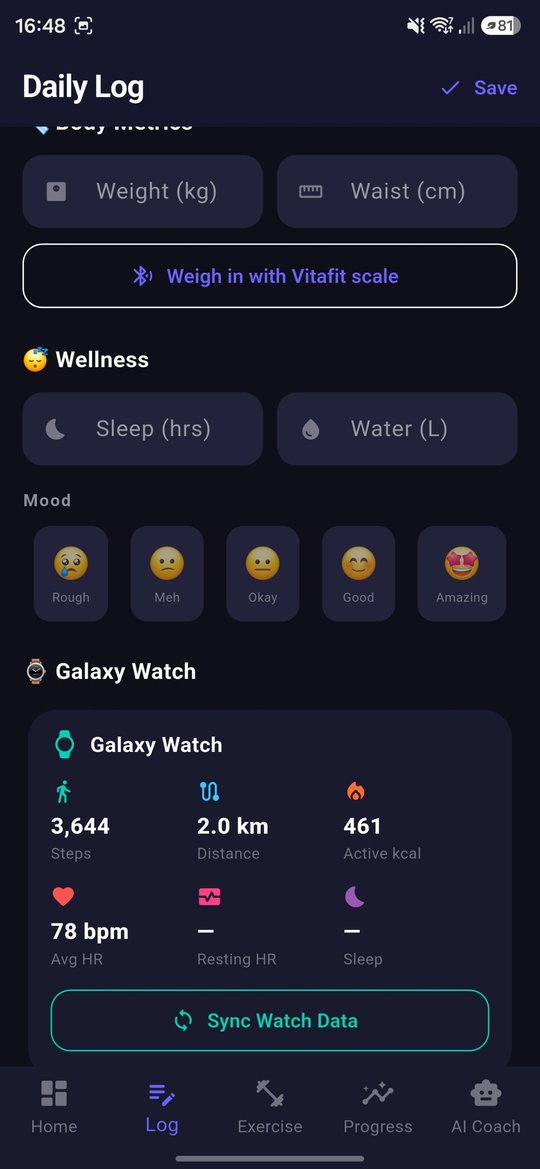 16:48
81
Daily Log
Save
Body Metrics
Weight (kg)
Waist (cm)
Weigh in with Vitafit scale
Wellness
Sleep (hrs)
Water (L)
Mood
Rough
Meh
Okay
Good
Amazing
Galaxy Watch
Galaxy Watch
3,644
2.0 km
461
Steps
Distance
Active kcal
78 bpm
–
–
Avg HR
Resting HR
Sleep
Sync Watch Data
Home
Log
Exercise
Progress
AI Coach